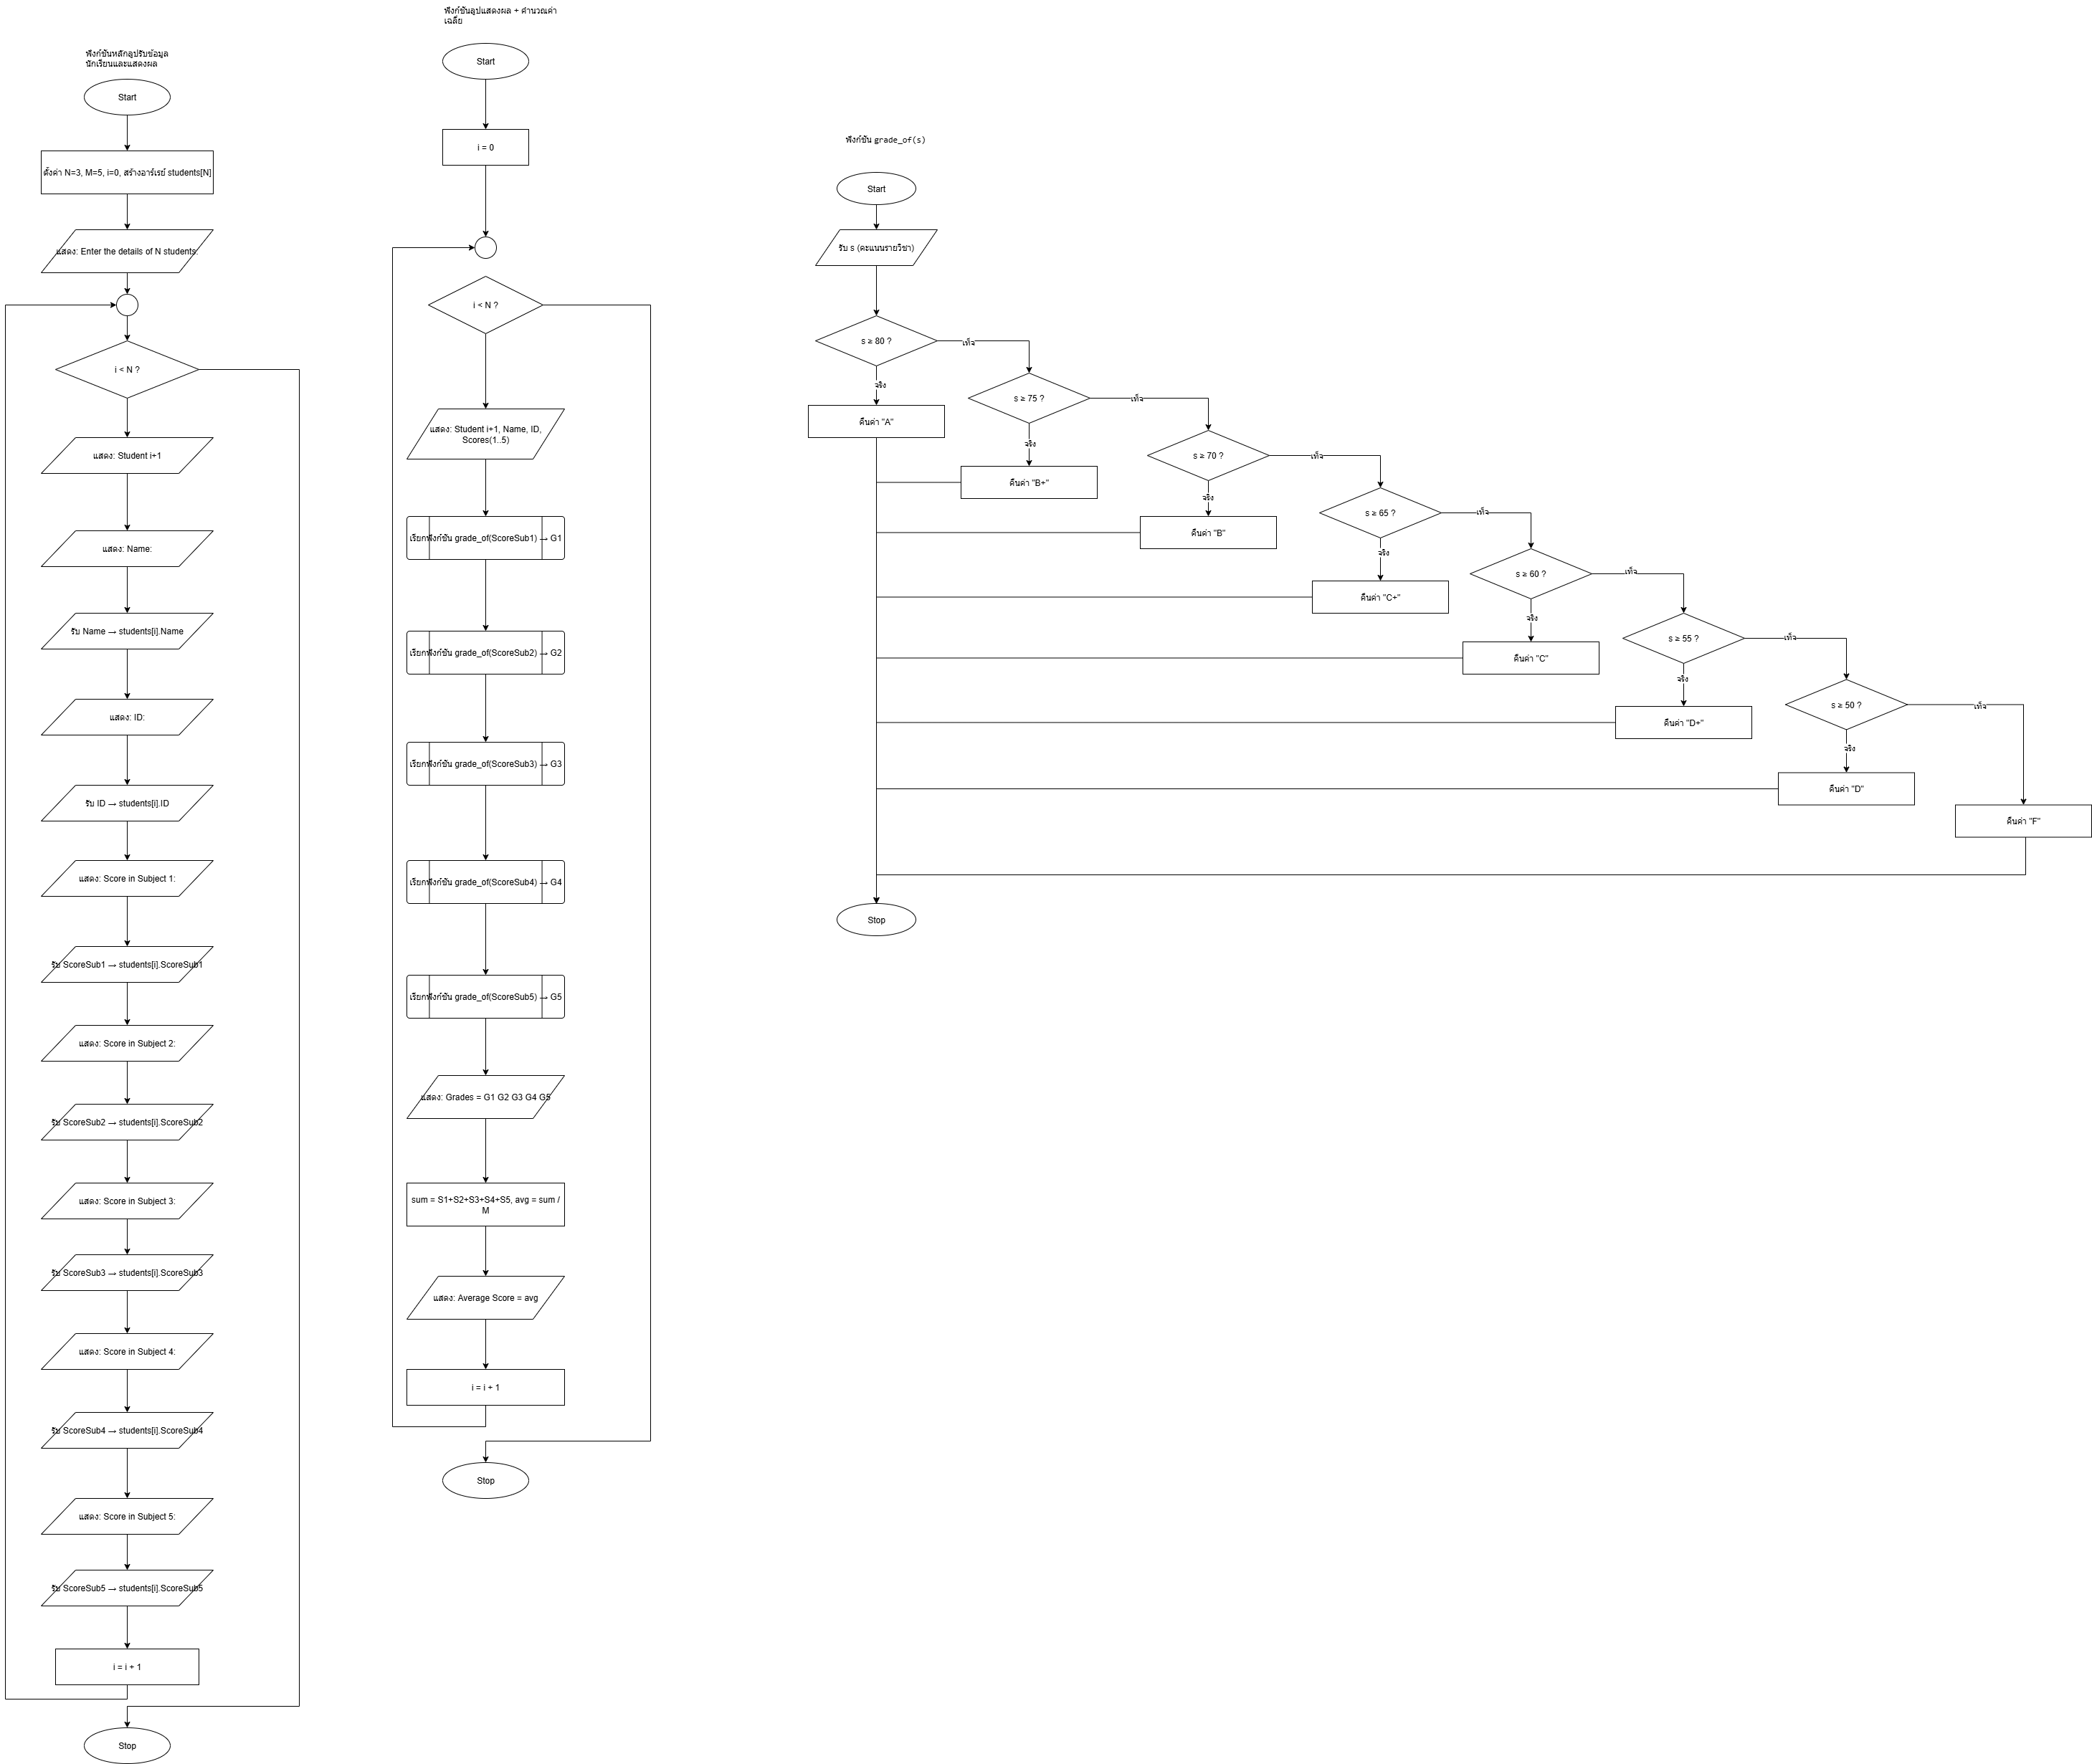 ฟังก์ชันหลักลูปรับข้อมูล
นักเรียนและแสดงผล
Start
ตั้งค่า N=3, M=5, i=0, สร้างอาร์เรย์ students[N]
แสดง: Enter the details of N students:
i < N ?
แสดง: Student i+1
แสดง: Name:
รับ Name → students[i].Name
แสดง: ID:
รับ ID → students[i].ID
แสดง: Score in Subject 1:
รับ ScoreSub1 → students[i].ScoreSub1
แสดง: Score in Subject 2:
รับ ScoreSub2 → students[i].ScoreSub2
แสดง: Score in Subject 3:
รับ ScoreSub3 → students[i].ScoreSub3
แสดง: Score in Subject 4:
รับ ScoreSub4 → students[i].ScoreSub4
แสดง: Score in Subject 5:
รับ ScoreSub5 → students[i].ScoreSub5
i = i + 1
Stop
ฟังก์ชันลูปแสดงผล + คำนวณค่า
เฉลี่ย
Start
i = 0
i < N ?
แสดง: Student i+1, Name, ID,
Scores(1..5)
เรียกฟังก์ชัน grade_of(ScoreSub1) → G1
เรียกฟังก์ชัน grade_of(ScoreSub2) → G2
เรียกฟังก์ชัน grade_of(ScoreSub3) → G3
เรียกฟังก์ชัน grade_of(ScoreSub4) → G4
เรียกฟังก์ชัน grade_of(ScoreSub5) → G5
แสดง: Grades = G1 G2 G3 G4 G5
sum = S1+S2+S3+S4+S5, avg = sum /
M
แสดง: Average Score = avg
i = i + 1
Stop
ฟังก์ชัน grade_of(s)
Start
รับ s (คะแนนรายวิชา)
s ≥ 80 ?
เท็จ
จริง
คืนค่า "A"
s ≥ 75 ?
เท็จ
จริง
คืนค่า "B+"
s ≥ 70 ?
เท็จ
จริง
คืนค่า "B"
s ≥ 65 ?
เท็จ
จริง
คืนค่า "C+"
s ≥ 60 ?
เท็จ
จริง
คืนค่า "C"
s ≥ 55 ?
เท็จ
จริง
คืนค่า "D+"
s ≥ 50 ?
เท็จ
จริง
คืนค่า "D"
คืนค่า "F"
Stop